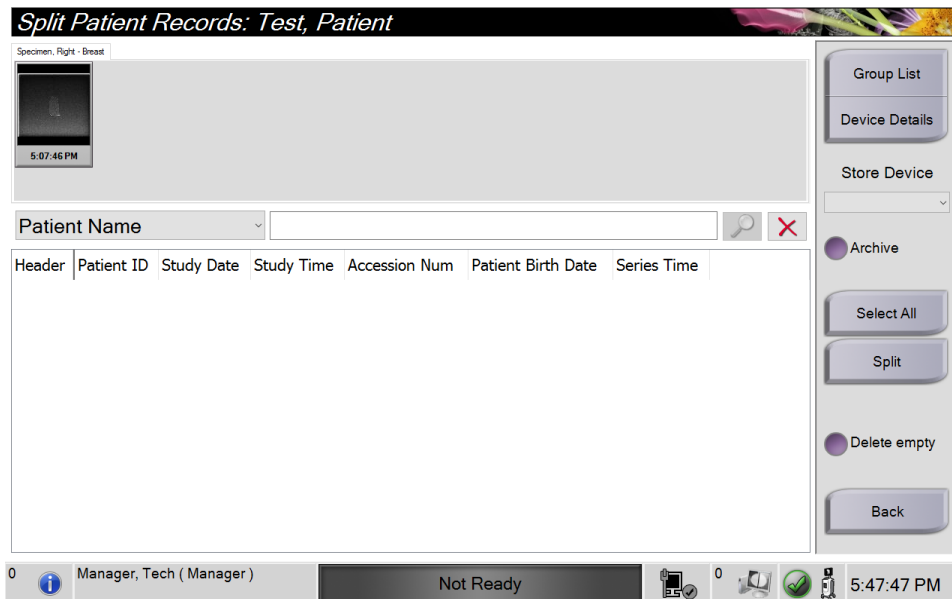 Split Patient Records: Test, Patient
Specimen, Right - Breast
5:07:46 PM
Group List
Device Details
Store Device
Patient Name
Archive
Header Patient ID Study Date Study Time Accession Num Patient Birth Date Series Time
Select All
Split
Delete empty
Back
0 Manager, Tech ( Manager ) Not Ready 0 5:47:47 PM